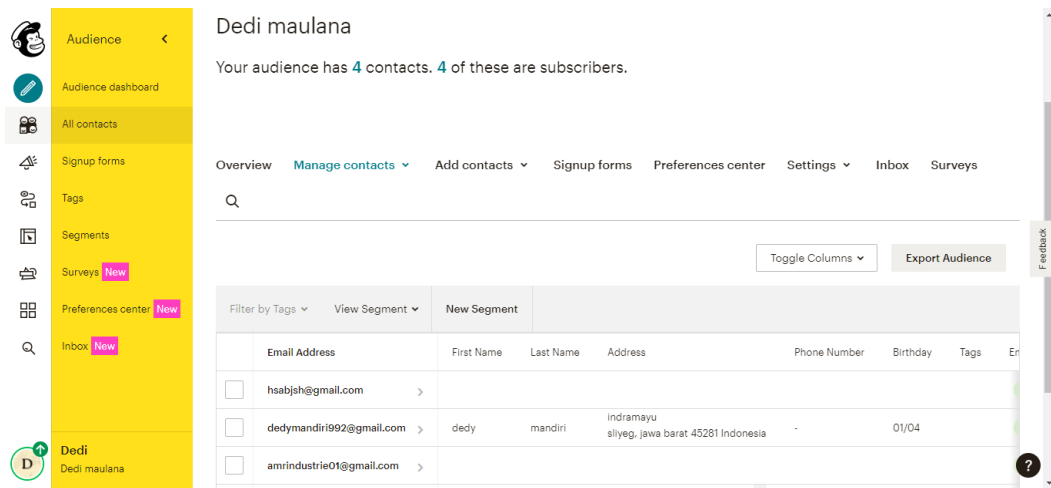 Audience
Audience dashboard
All contacts
Signup forms
Tags
Segments
Surveys New
Preferences center New
Inbox New
D
Dedi
Dedi maulana
Dedi maulana
Your audience has 4 contacts. 4 of these are subscribers.
Overview Manage contacts Add contacts Signup forms Preferences center Settings Inbox Surveys
Toggle Columns Export Audience
Filter by Tags View Segment New Segment
Email Address First Name Last Name Address Phone Number Birthday Tags
hsabjsh@gmail.com
dedymandiri992@gmail.com dedy mandiri indramayu
sliyeg, jawa barat 45281 Indonesia - 01/04
amrindustrie01@gmail.com
Feedback
?